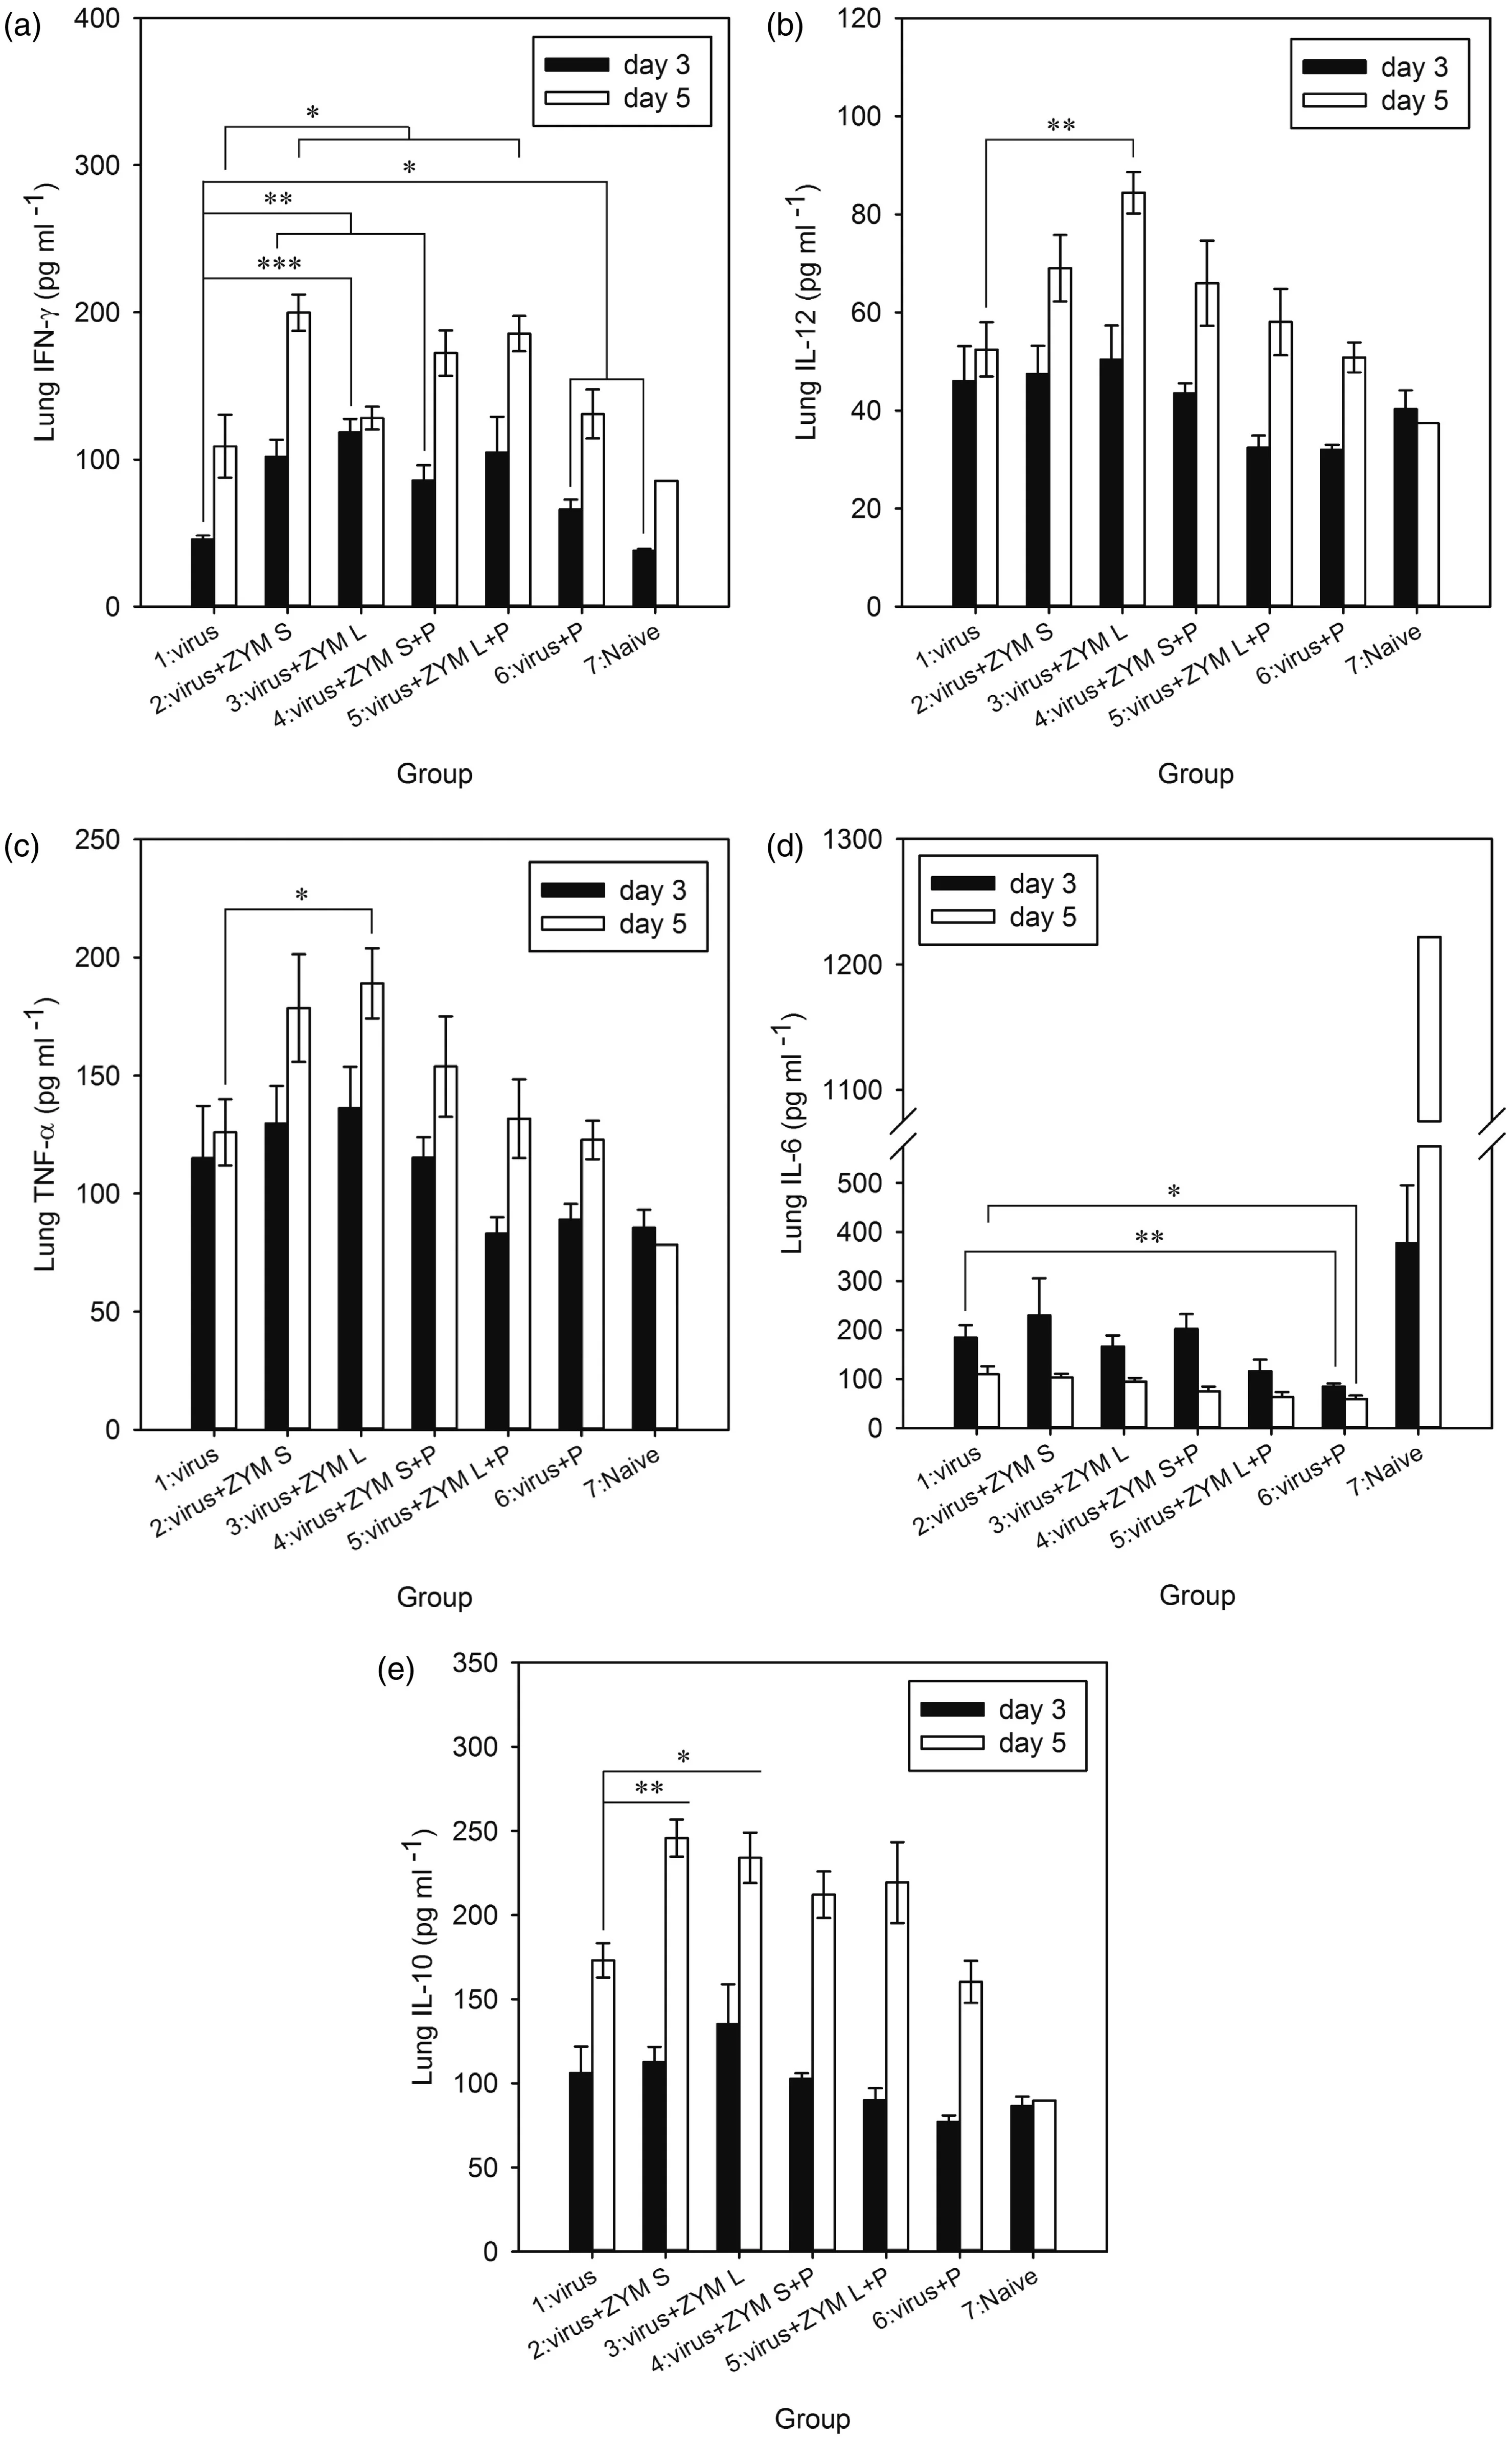 (a)
400
300
200
100
0
Lung IFN-γ (pg ml -1)
day 3
day 5
*
*
**
***
1:virus
2:virus+ZYM S
3:virus+ZYM L
4:virus+ZYM S+P
5:virus+ZYM L+P
6:virus+P
7:Naive
Group
(b)
120
100
80
60
40
20
0
Lung IL-12 (pg ml -1)
day 3
day 5
**
1:virus
2:virus+ZYM S
3:virus+ZYM L
4:virus+ZYM S+P
5:virus+ZYM L+P
6:virus+P
7:Naive
Group
(c)
250
200
150
100
50
0
Lung TNF-α (pg ml -1)
day 3
day 5
*
1:virus
2:virus+ZYM S
3:virus+ZYM L
4:virus+ZYM S+P
5:virus+ZYM L+P
6:virus+P
7:Naive
Group
(d)
1300
1200
1100
500
400
300
200
100
0
Lung IL-6 (pg ml -1)
day 3
day 5
*
**
1:virus
2:virus+ZYM S
3:virus+ZYM L
4:virus+ZYM S+P
5:virus+ZYM L+P
6:virus+P
7:Naive
Group
(e)
350
300
250
200
150
100
50
0
Lung IL-10 (pg ml -1)
day 3
day 5
*
**
1:virus
2:virus+ZYM S
3:virus+ZYM L
4:virus+ZYM S+P
5:virus+ZYM L+P
6:virus+P
7:Naive
Group